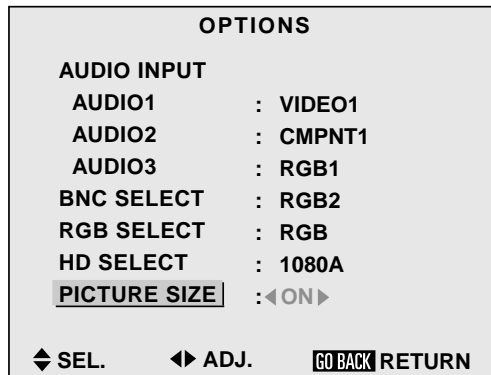 OPTIONS
AUDIO INPUT
AUDIO1 : VIDEO1
AUDIO2 : CMPNT1
AUDIO3 : RGB1
BNC SELECT : RGB2
RGB SELECT : RGB
HD SELECT : 1080A
PICTURE SIZE : ◀ ON ▶
SEL. ADJ. GO BACK RETURN